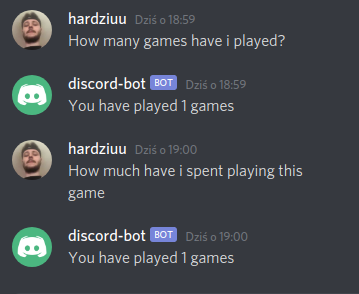 hardziuu Dziś o 18:59
How many games have i played?
discord-bot BOT Dziś o 18:59
You have played 1 games
hardziuu Dziś o 19:00
How much have i spent playing this
game
discord-bot BOT Dziś o 19:00
You have played 1 games